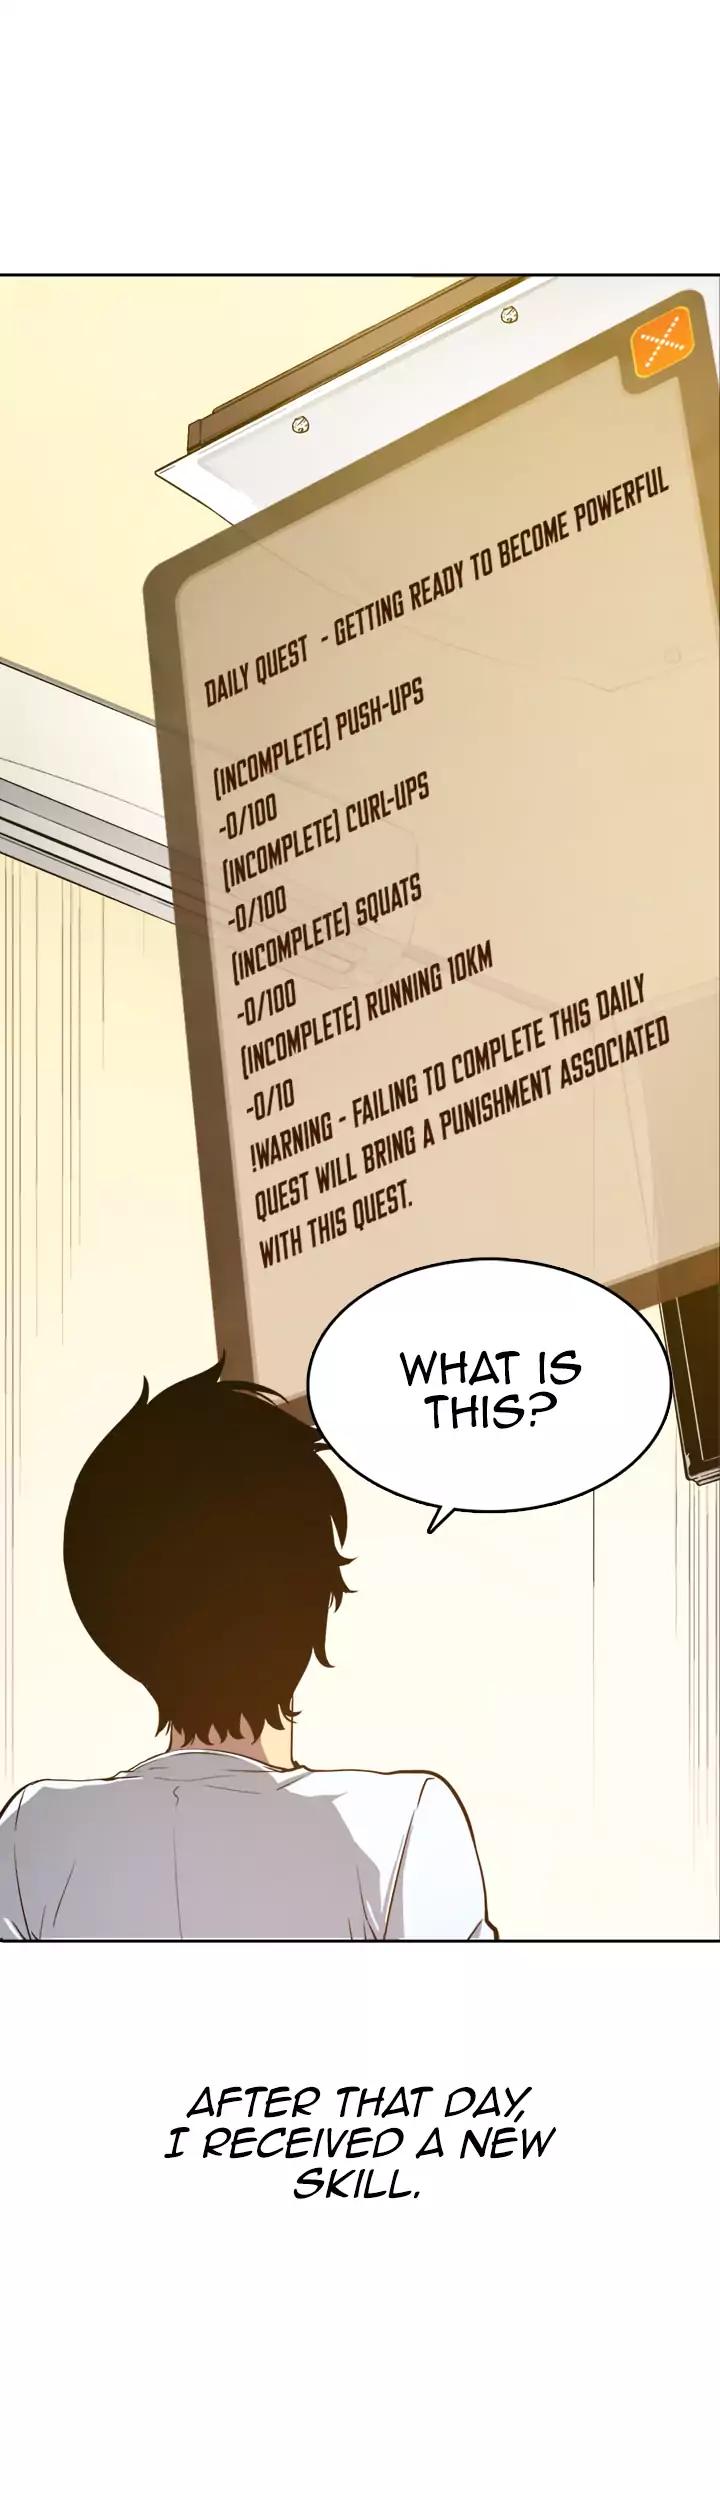 DAILY QUEST - GETTING READY TO BECOME POWERFUL
[INCOMPLETE] PUSH-UPS
-0/100
[INCOMPLETE] CURL-UPS
-0/100
[INCOMPLETE] SQUATS
-0/100
[INCOMPLETE] RUNNING 10KM
-0/10
!WARNING - FAILING TO COMPLETE THIS DAILY
QUEST WILL BRING A PUNISHMENT ASSOCIATED
WITH THIS QUEST.
WHAT IS
THIS?
AFTER THAT DAY,
I RECEIVED A NEW
SKILL.